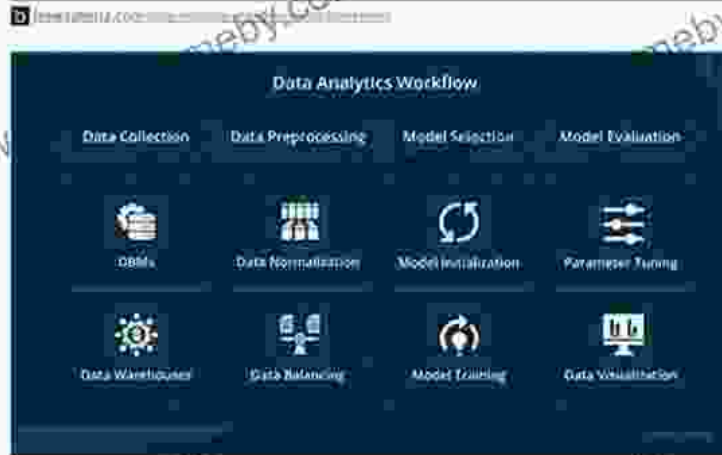 Data Analytics Workflow
Data Collection Data Preprocessing Model Selection Model Evaluation
DBMs Data Normalization Model Initialization Parameter Tuning
Data Warehouses Data Balancing Model Training Data Visualization